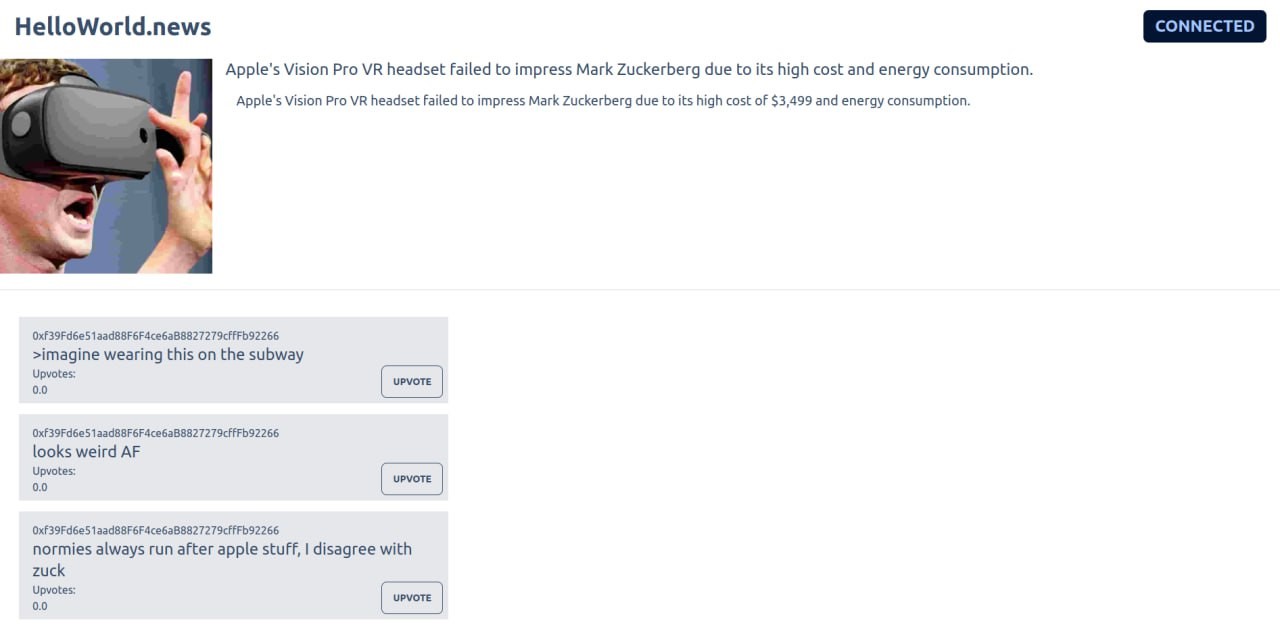 HelloWorld.news
CONNECTED
Apple's Vision Pro VR headset failed to impress Mark Zuckerberg due to its high cost and energy consumption.
Apple's Vision Pro VR headset failed to impress Mark Zuckerberg due to its high cost of $3,499 and energy consumption.
0xf39Fd6e51aad88F6F4ce6aB8827279cffFb92266
>imagine wearing this on the subway
Upvotes:
0.0
UPVOTE
0xf39Fd6e51aad88F6F4ce6aB8827279cffFb92266
looks weird AF
Upvotes:
0.0
UPVOTE
0xf39Fd6e51aad88F6F4ce6aB8827279cffFb92266
normies always run after apple stuff, I disagree with
zuck
Upvotes:
0.0
UPVOTE